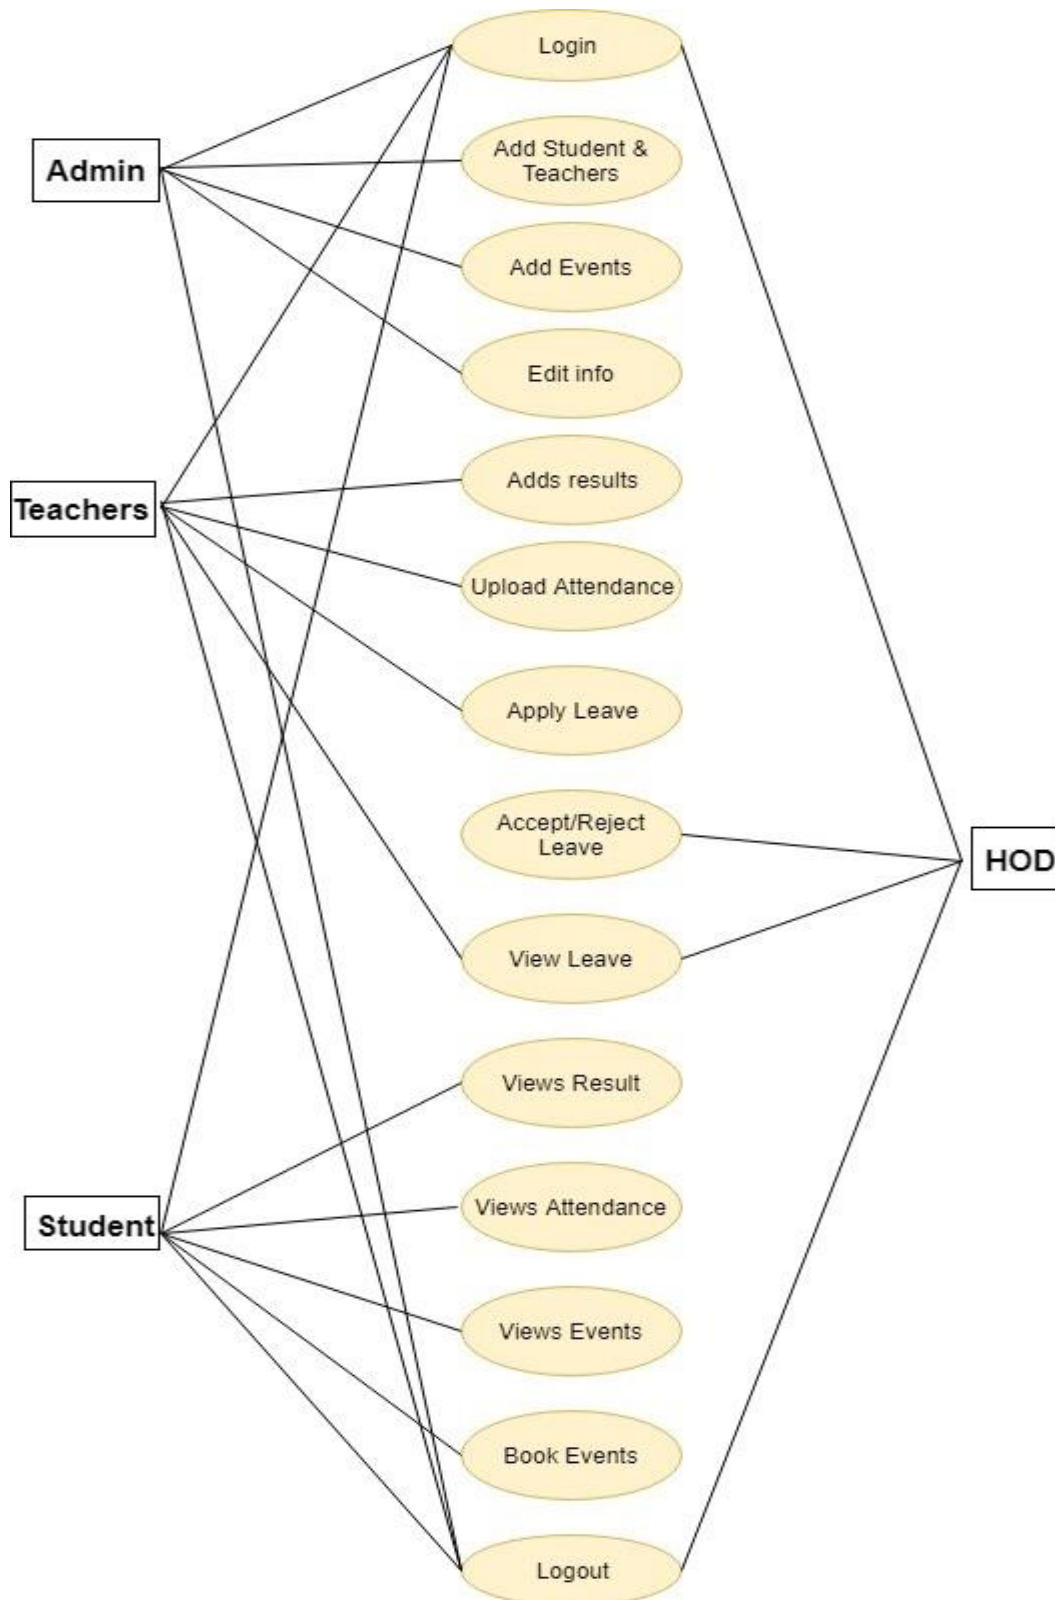 Login
Add Student &
Teachers
Admin
Add Events
Edit info
Adds results
Teachers
Upload Attendance
Apply Leave
Accept/Reject
Leave
HOD
View Leave
Views Result
Views Attendance
Student
Views Events
Book Events
Logout